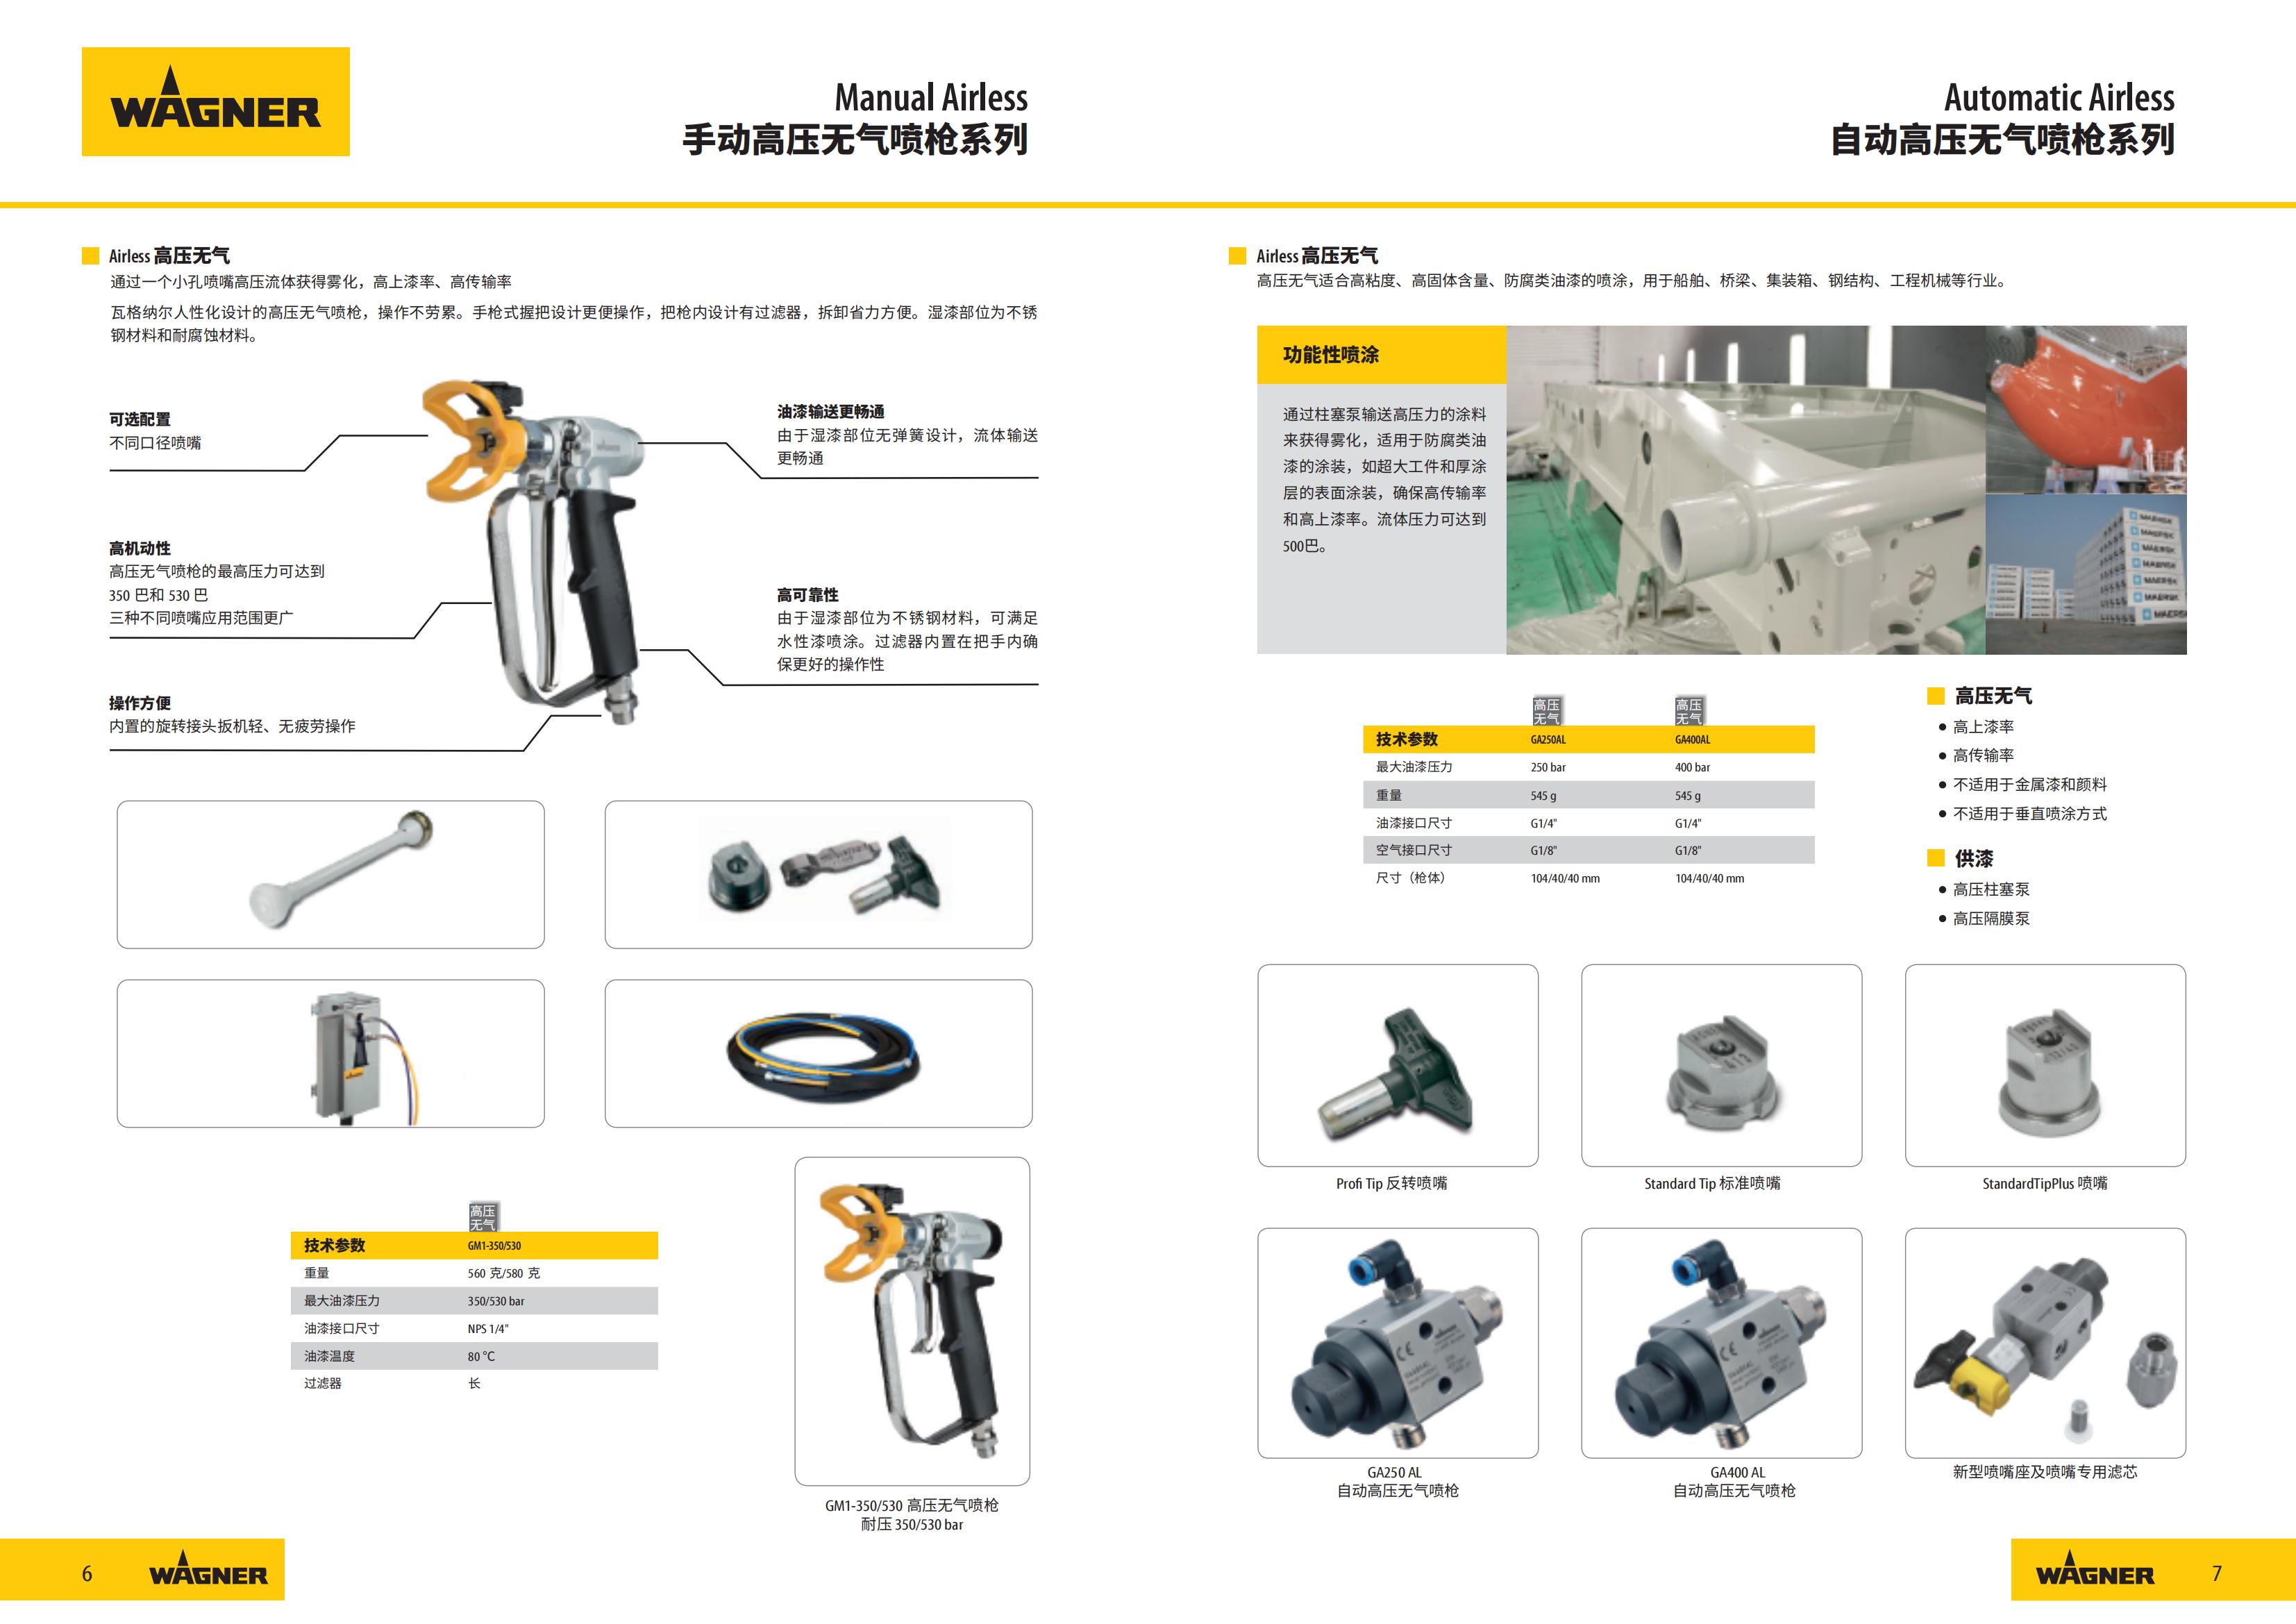 WAGNER
Manual Airless
手动高压无气喷枪系列
Airless 高压无气
通过一个小孔喷嘴高压流体获得雾化，高上漆率、高传输率
瓦格纳尔人性化设计的高压无气喷枪，操作不劳累。手枪式握把设计更便操作，把枪内设计有过滤器，拆卸省力方便。湿漆部位为不锈
钢材料和耐腐蚀材料。
可选配置
不同口径喷嘴
油漆输送更畅通
由于湿漆部位无弹簧设计，流体输送
更畅通
高机动性
高压无气喷枪的最高压力可达到
350 巴和 530 巴
三种不同喷嘴应用范围更广
高可靠性
由于湿漆部位为不锈钢材料，可满足
水性漆喷涂。过滤器内置在把手内确
保更好的操作性
操作方便
内置的旋转接头扳机轻、无疲劳操作
高压
无气
技术参数 GM1-350/530
重量 560 克/580 克
最大油漆压力 350/530 bar
油漆接口尺寸 NPS 1/4"
油漆温度 80 °C
过滤器 长
GM1-350/530 高压无气喷枪
耐压 350/530 bar
6
WAGNER
Automatic Airless
自动高压无气喷枪系列
Airless 高压无气
高压无气适合高粘度、高固体含量、防腐类油漆的喷涂，用于船舶、桥梁、集装箱、钢结构、工程机械等行业。
功能性喷涂
通过柱塞泵输送高压力的涂料
来获得雾化，适用于防腐类油
漆的涂装，如超大工件和厚涂
层的表面涂装，确保高传输率
和高上漆率。流体压力可达到
500巴。
MAERSK
MAERSK
MAERSK
MAERSK
MAERSK
MAERSK
MAERSK
高压
无气
高压
无气
技术参数 GA250AL GA400AL
最大油漆压力 250 bar 400 bar
重量 545 g 545 g
油漆接口尺寸 G1/4" G1/4"
空气接口尺寸 G1/8" G1/8"
尺寸（枪体） 104/40/40 mm 104/40/40 mm
高压无气
● 高上漆率
● 高传输率
● 不适用于金属漆和颜料
● 不适用于垂直喷涂方式
供漆
● 高压柱塞泵
● 高压隔膜泵
Profi Tip 反转喷嘴
Standard Tip 标准喷嘴
StandardTipPlus 喷嘴
CE
CE
GA250 AL
自动高压无气喷枪
GA400 AL
自动高压无气喷枪
新型喷嘴座及喷嘴专用滤芯
WAGNER
7